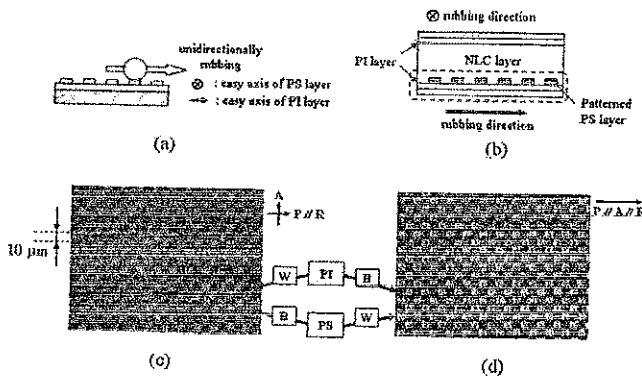 unidirectionally
rubbing
⊗ : easy axis of PS layer
→ : easy axis of PI layer
(a)
⊗ rubbing direction
PI layer
NLC layer
Patterned
PS layer
rubbing direction
(b)
A
P // R
10 μm
W PI B
B PS W
(c)
P // A // R
(d)